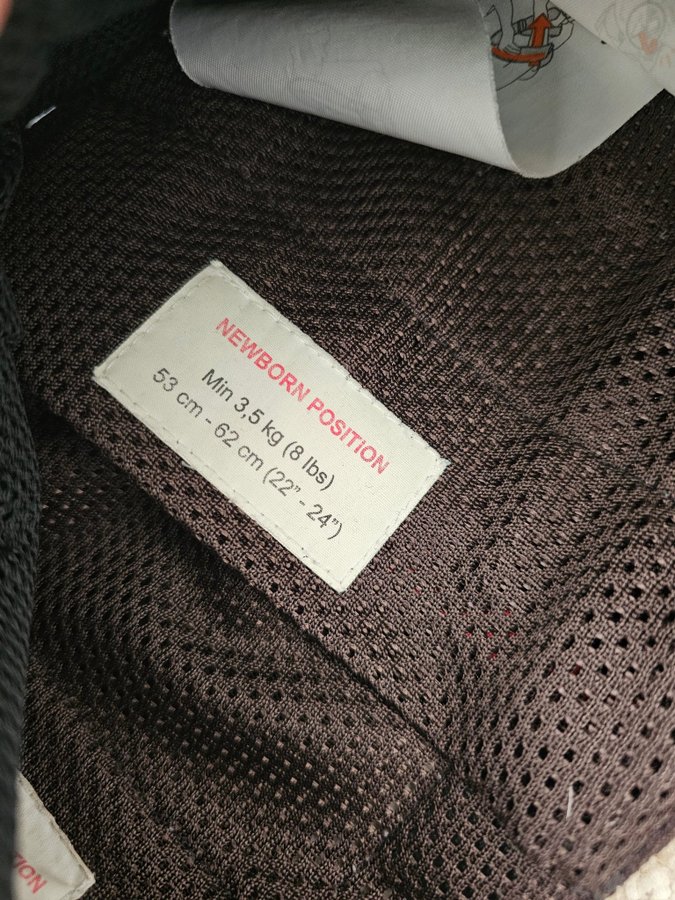 NEWBORN POSITION
Min 3,5 kg (8 lbs)
53 cm - 62 cm (22” - 24”)